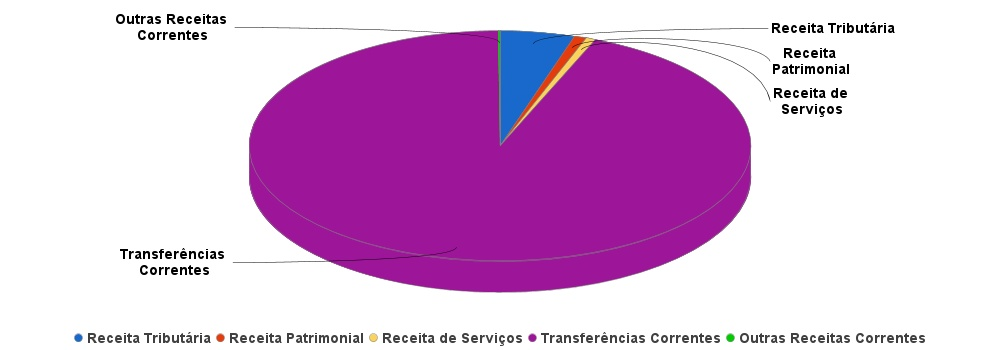 Outras Receitas
Correntes
Receita Tributária
Receita
Patrimonial
Receita de
Serviços
Transferências
Correntes
Receita Tributária Receita Patrimonial Receita de Serviços Transferências Correntes Outras Receitas Correntes